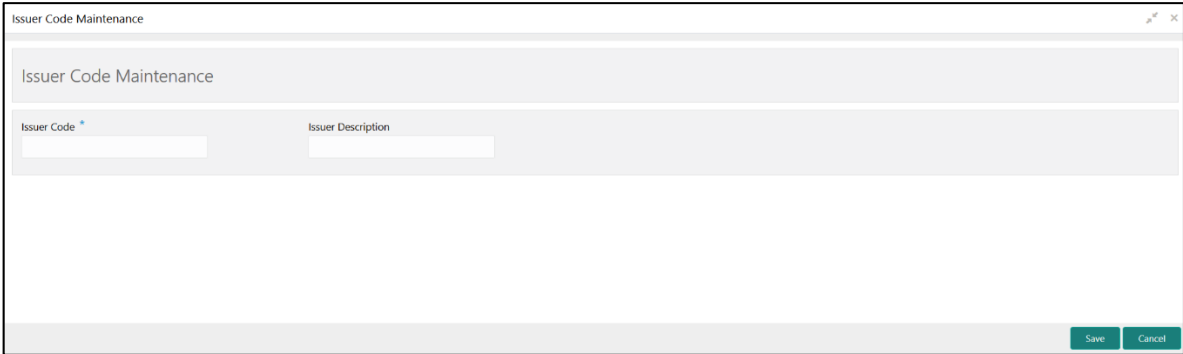 Issuer Code Maintenance
Issuer Code Maintenance
Issuer Code * Issuer Description
Save Cancel